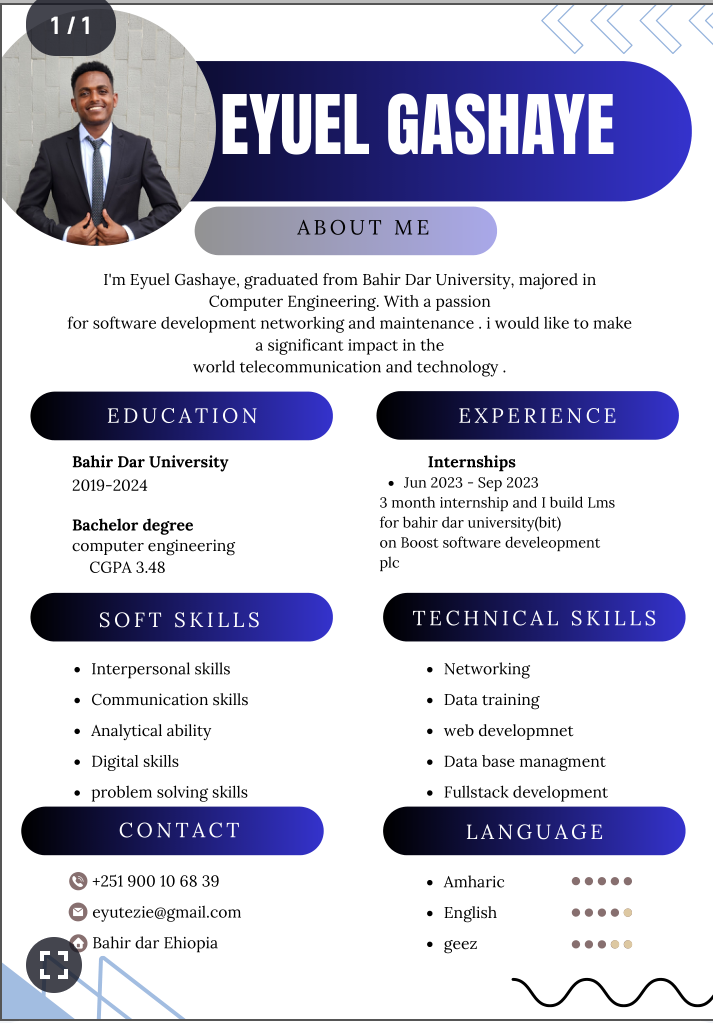 1 / 1
EYUEL GASHAYE
ABOUT ME
I'm Eyuel Gashaye, graduated from Bahir Dar University, majored in
Computer Engineering. With a passion
for software development networking and maintenance . i would like to make
a significant impact in the
world telecommunication and technology .
EDUCATION
Bahir Dar University
2019-2024
Bachelor degree
computer engineering
CGPA 3.48
EXPERIENCE
Internships
• Jun 2023 - Sep 2023
3 month internship and I build Lms
for bahir dar university(bit)
on Boost software develeopment
plc
SOFT SKILLS
• Interpersonal skills
• Communication skills
• Analytical ability
• Digital skills
• problem solving skills
TECHNICAL SKILLS
• Networking
• Data training
• web developmnet
• Data base managment
• Fullstack development
CONTACT
+251 900 10 68 39
eyutezie@gmail.com
Bahir dar Ehiopia
LANGUAGE
• Amharic
• English
• geez